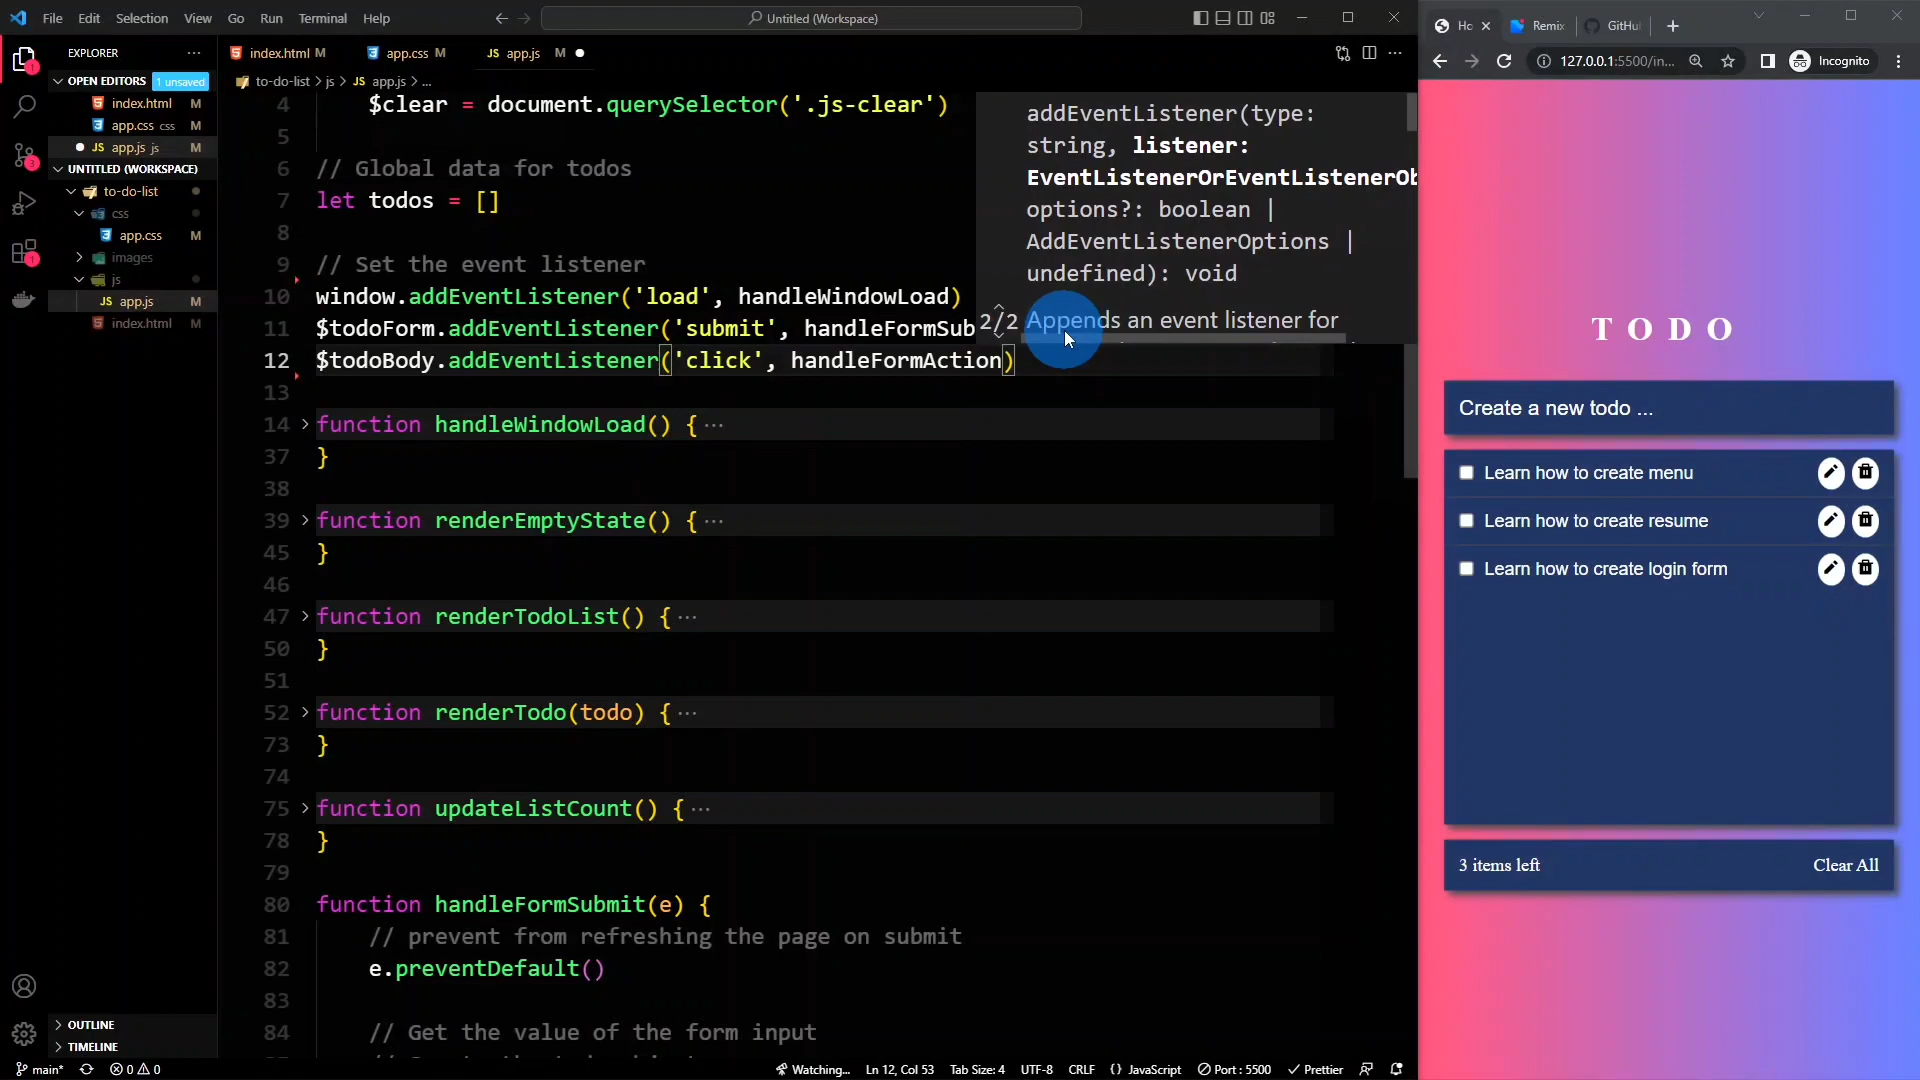 File Edit Selection View Go Run Terminal Help
Untitled (Workspace)
EXPLORER
OPEN EDITORS 1 unsaved
index.html M
app.css css M
app.js js M
UNTITLED (WORKSPACE)
to-do-list
css
app.css M
images
js
app.js M
index.html M
OUTLINE
TIMELINE
index.html M app.css M JS app.js M
to-do-list > js > JS app.js > ...
4 $clear = document.querySelector('.js-clear')
5
6 // Global data for todos
7 let todos = []
8
9 // Set the event listener
10 window.addEventListener('load', handleWindowLoad)
11 $todoForm.addEventListener('submit', handleFormSub
12 $todoBody.addEventListener('click', handleFormAction)
13
14 function handleWindowLoad() { ...
37 }
38
39 function renderEmptyState() { ...
45 }
46
47 function renderTodoList() { ...
50 }
51
52 function renderTodo(todo) { ...
73 }
74
75 function updateListCount() { ...
78 }
79
80 function handleFormSubmit(e) {
81 // prevent from refreshing the page on submit
82 e.preventDefault()
83
84 // Get the value of the form input
addEventListener(type:
string, listener:
EventListenerOrEventListenerOb
options?: boolean |
AddEventListenerOptions |
undefined): void
2/2 Appends an event listener for
main* 0 0 Watching... Ln 12, Col 53 Tab Size: 4 UTF-8 CRLF {} JavaScript Port : 5500 Prettier
Remix GitHu
127.0.0.1:5500/in... Incognito
TODO
Create a new todo ...
Learn how to create menu
Learn how to create resume
Learn how to create login form
3 items left Clear All